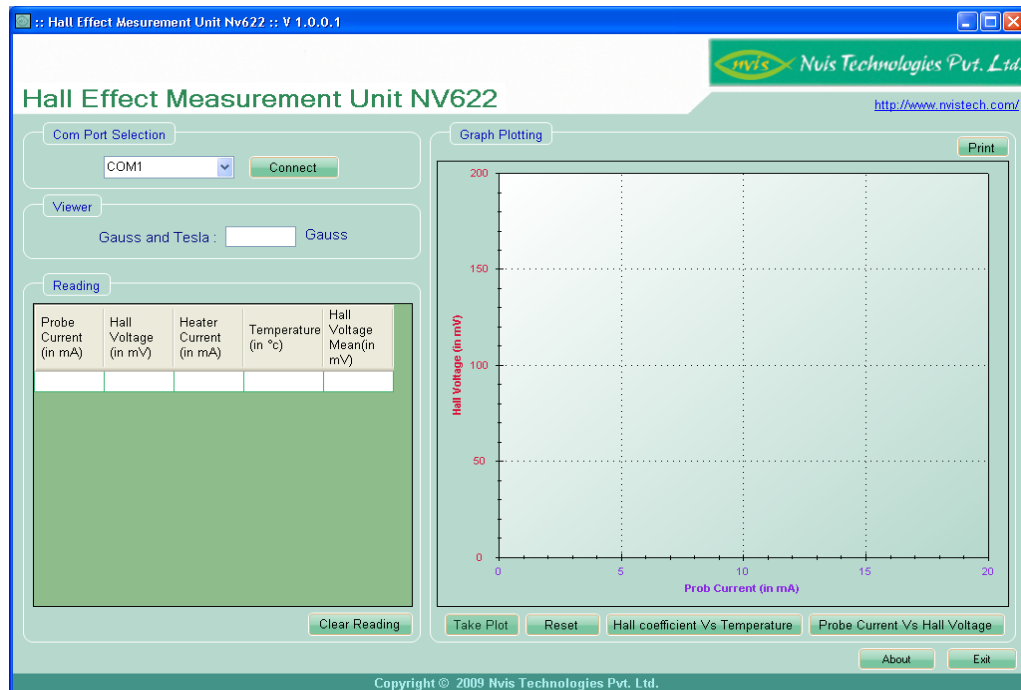 :: Hall Effect Mesurement Unit Nv622 :: V 1.0.0.1
nvis Nvis Technologies Pvt. Ltd.
Hall Effect Measurement Unit NV622
http://www.nvistech.com/
Com Port Selection
COM1
Connect
Viewer
Gauss and Tesla :
Gauss
Reading
Probe
Current
(in mA)
Hall
Voltage
(in mV)
Heater
Current
(in mA)
Temperature
(in °c)
Hall
Voltage
Mean(in
mV)
Clear Reading
Graph Plotting
Print
200
150
100
50
0
Hall Voltage (in mV)
0
5
10
15
20
Prob Current (in mA)
Take Plot
Reset
Hall coefficient Vs Temperature
Probe Current Vs Hall Voltage
About
Exit
Copyright © 2009 Nvis Technologies Pvt. Ltd.